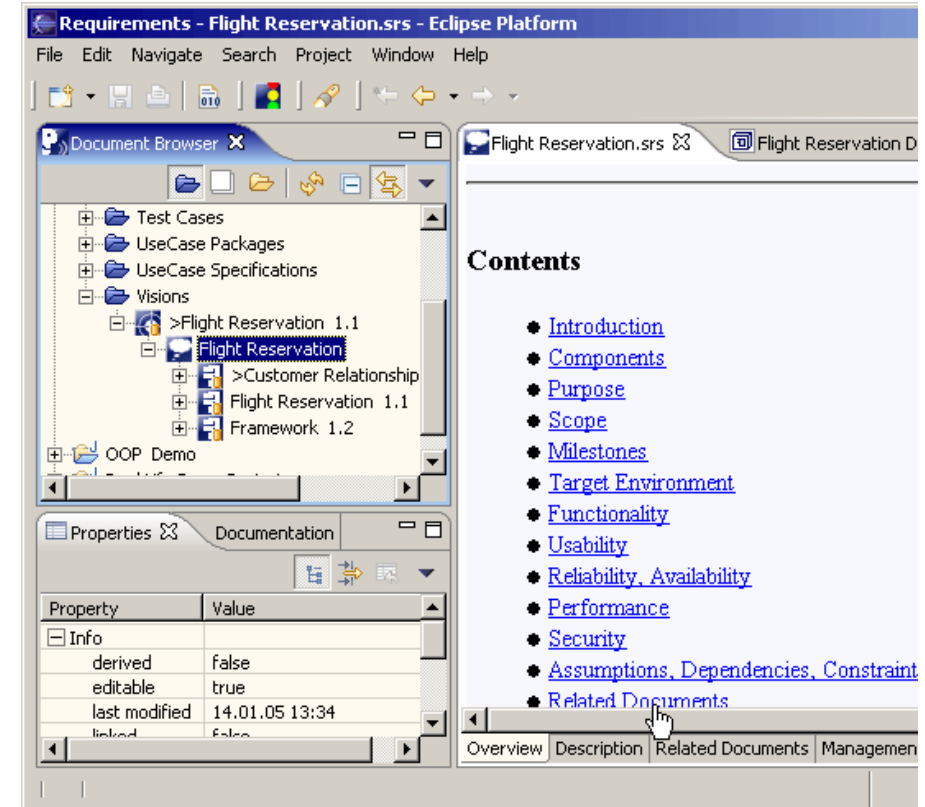 Requirements - Flight Reservation.srs - Eclipse Platform
File Edit Navigate Search Project Window Help
010
Document Browser
Test Cases
UseCase Packages
UseCase Specifications
Visions
>Flight Reservation 1.1
Flight Reservation
>Customer Relationship
Flight Reservation 1.1
Framework 1.2
OOP Demo
Properties Documentation
Property Value
Info
derived false
editable true
last modified 14.01.05 13:34
linked false
Flight Reservation.srs Flight Reservation D
Contents
Introduction
Components
Purpose
Scope
Milestones
Target Environment
Functionality
Usability
Reliability, Availability
Performance
Security
Assumptions, Dependencies, Constraint
Related Documents
Overview Description Related Documents Managemen